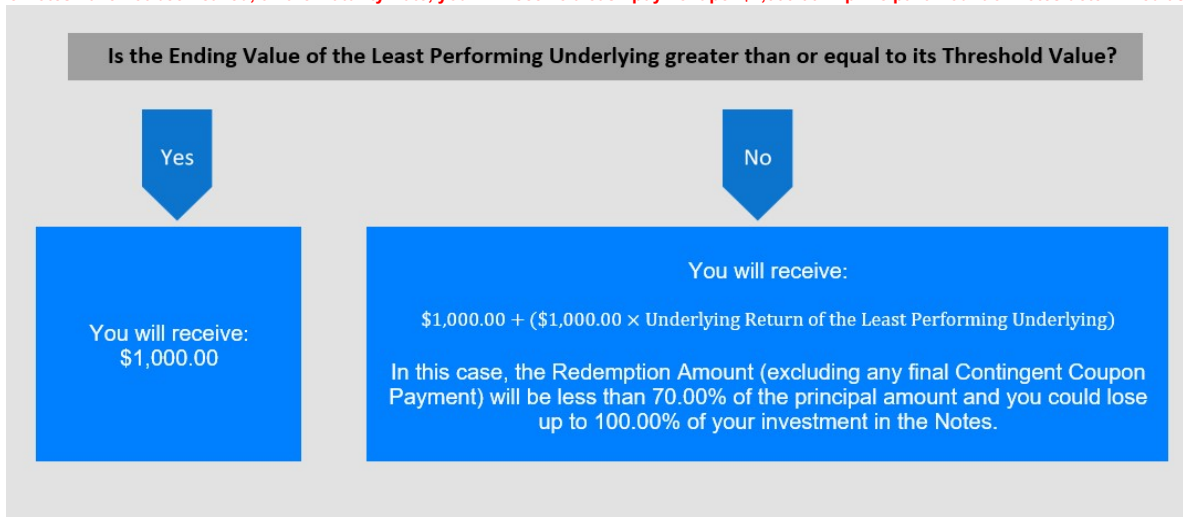 Is the Ending Value of the Least Performing Underlying greater than or equal to its Threshold Value?
Yes
No
You will receive:
$1,000.00
You will receive:
$1,000.00 + ($1,000.00 × Underlying Return of the Least Performing Underlying)
In this case, the Redemption Amount (excluding any final Contingent Coupon
Payment) will be less than 70.00% of the principal amount and you could lose
up to 100.00% of your investment in the Notes.